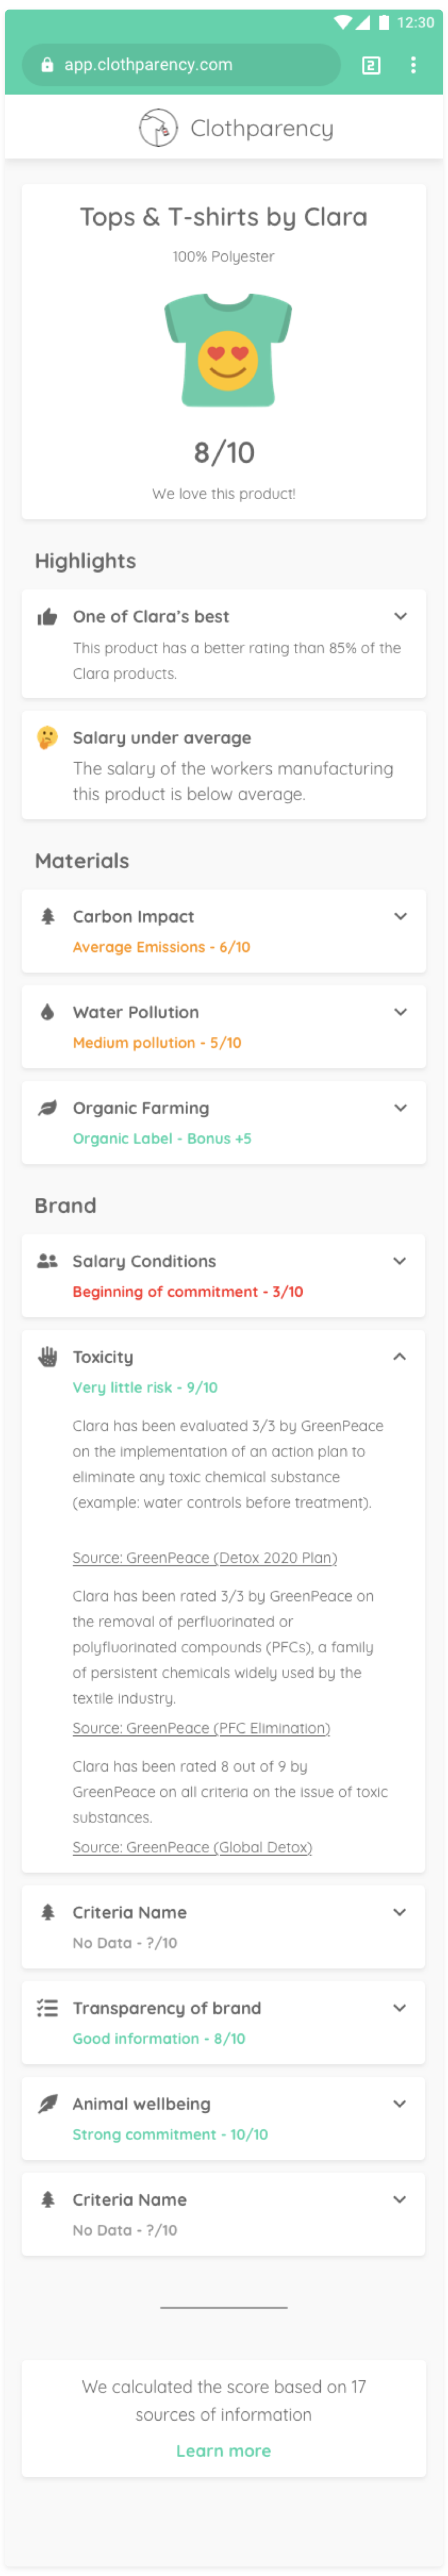 12:30
app.clothparency.com
2
Clothparency
Tops & T-shirts by Clara
100% Polyester
8/10
We love this product!
Highlights
One of Clara's best
This product has a better rating than 85% of the
Clara products.
Salary under average
The salary of the workers manufacturing
this product is below average.
Materials
Carbon Impact
Average Emissions - 6/10
Water Pollution
Medium pollution - 5/10
Organic Farming
Organic Label - Bonus +5
Brand
Salary Conditions
Beginning of commitment - 3/10
Toxicity
Very little risk - 9/10
Clara has been evaluated 3/3 by GreenPeace
on the implementation of an action plan to
eliminate any toxic chemical substance
(example: water controls before treatment).
Source: GreenPeace (Detox 2020 Plan)
Clara has been rated 3/3 by GreenPeace on
the removal of perfluorinated or
polyfluorinated compounds (PFCs), a family
of persistent chemicals widely used by the
textile industry.
Source: GreenPeace (PFC Elimination)
Clara has been rated 8 out of 9 by
GreenPeace on all criteria on the issue of toxic
substances.
Source: GreenPeace (Global Detox)
Criteria Name
No Data - ?/10
Transparency of brand
Good information - 8/10
Animal wellbeing
Strong commitment - 10/10
Criteria Name
No Data - ?/10
We calculated the score based on 17
sources of information
Learn more